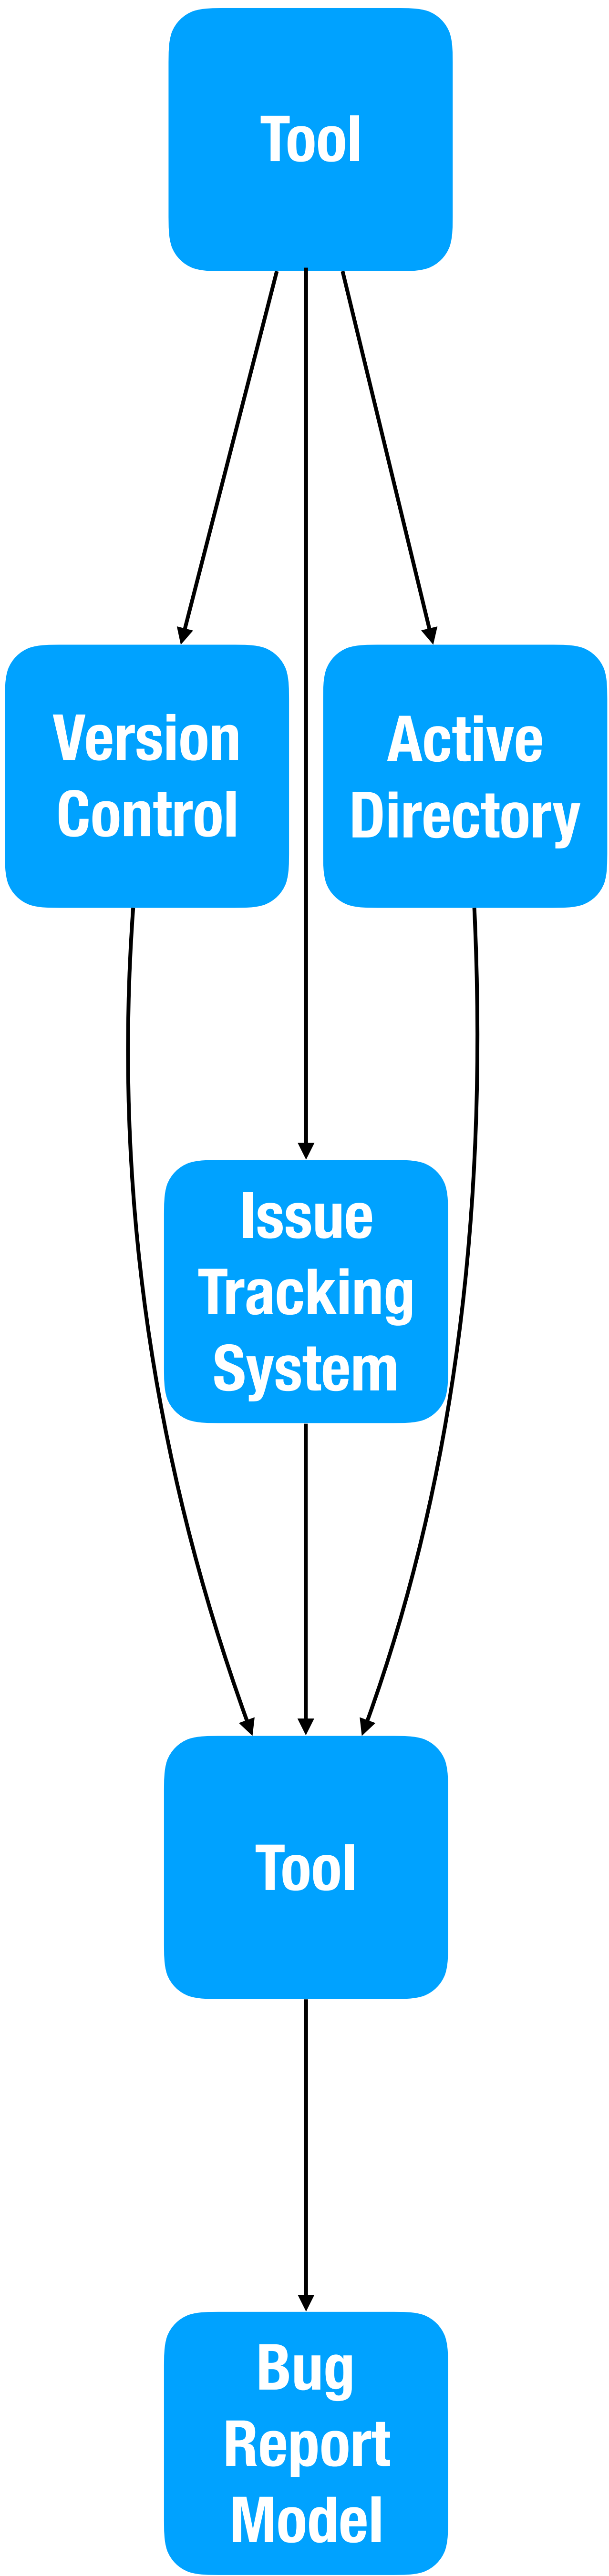 Tool
Version
Control
Active
Directory
Issue
Tracking
System
Tool
Bug
Report
Model